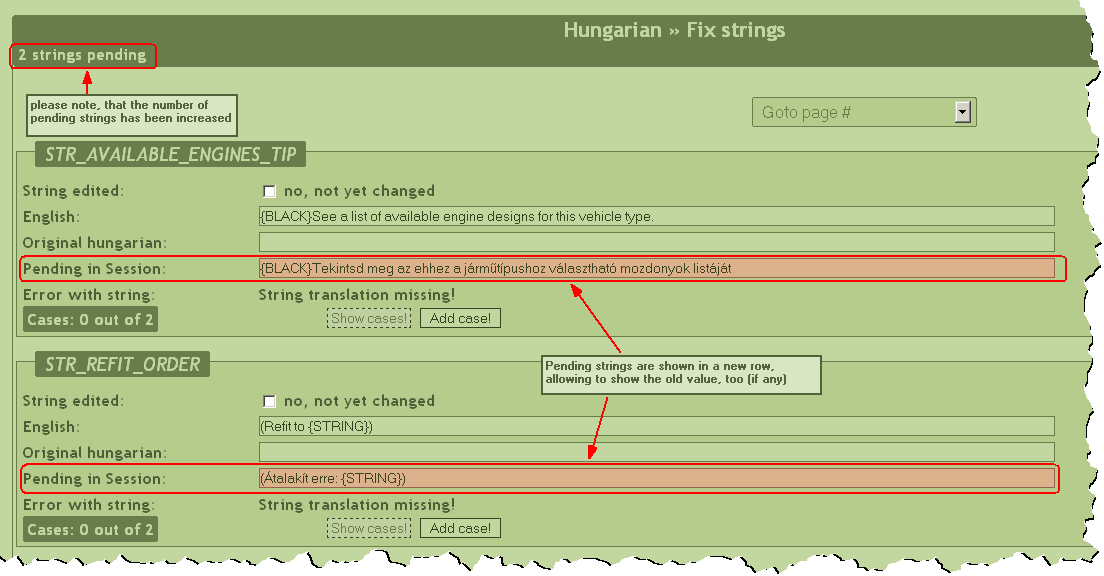 Hungarian » Fix strings
2 strings pending
please note, that the number of
pending strings has been increased
Goto page #
STR_AVAILABLE_ENGINES_TIP
String edited: no, not yet changed
English: {BLACK}See a list of available engine designs for this vehicle type.
Original hungarian:
Pending in Session: {BLACK}Tekintsd meg az ehhez a járműtípushoz választható mozdonyok listáját
Error with string: String translation missing!
Cases: 0 out of 2 Show cases! Add case!
STR_REFIT_ORDER
Pending strings are shown in a new row,
allowing to show the old value, too (if any)
String edited: no, not yet changed
English: (Refit to {STRING})
Original hungarian:
Pending in Session: (Átalakít erre: {STRING})
Error with string: String translation missing!
Cases: 0 out of 2 Show cases! Add case!